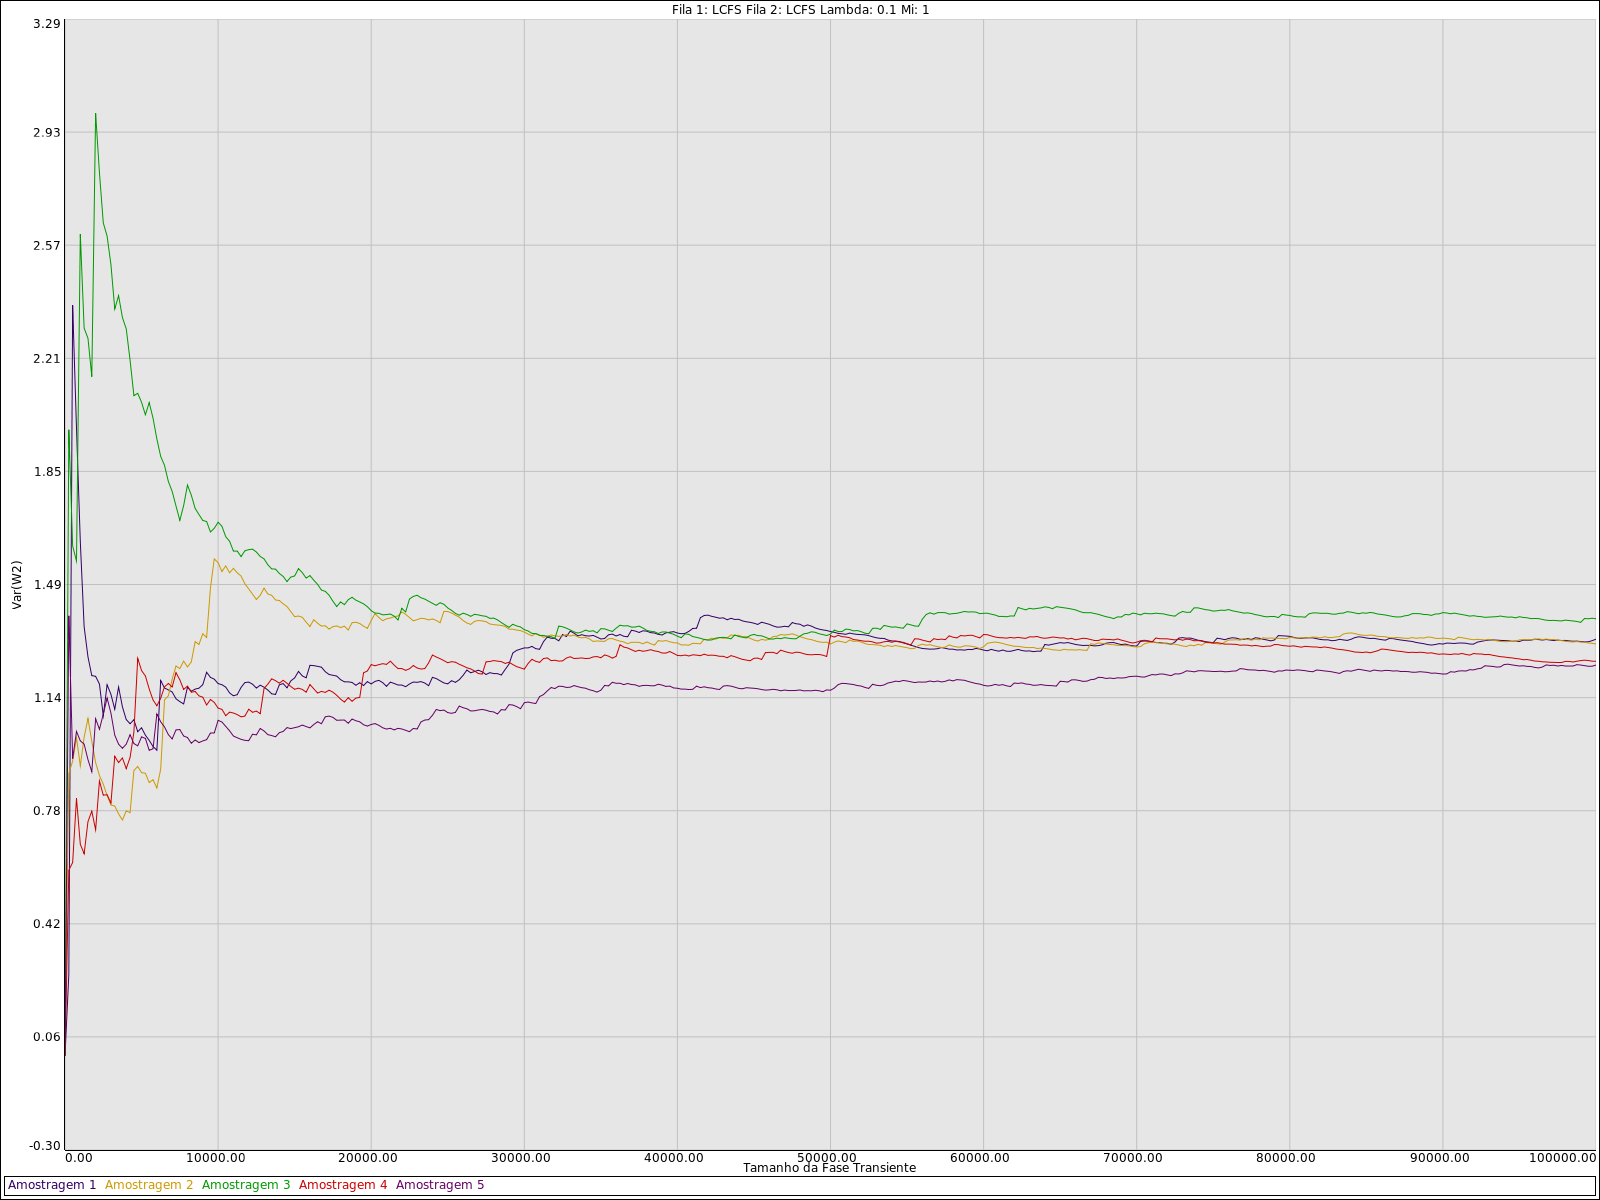 Fila 1: LCFS Fila 2: LCFS Lambda: 0.1 Mi: 1
3.29
2.93
2.57
2.21
1.85
1.49
1.14
0.78
0.42
0.06
-0.30
Var(W2)
0.00 10000.00 20000.00 30000.00 40000.00 50000.00 60000.00 70000.00 80000.00 90000.00 100000.00
Tamanho da Fase Transiente
Amostragem 1 Amostragem 2 Amostragem 3 Amostragem 4 Amostragem 5